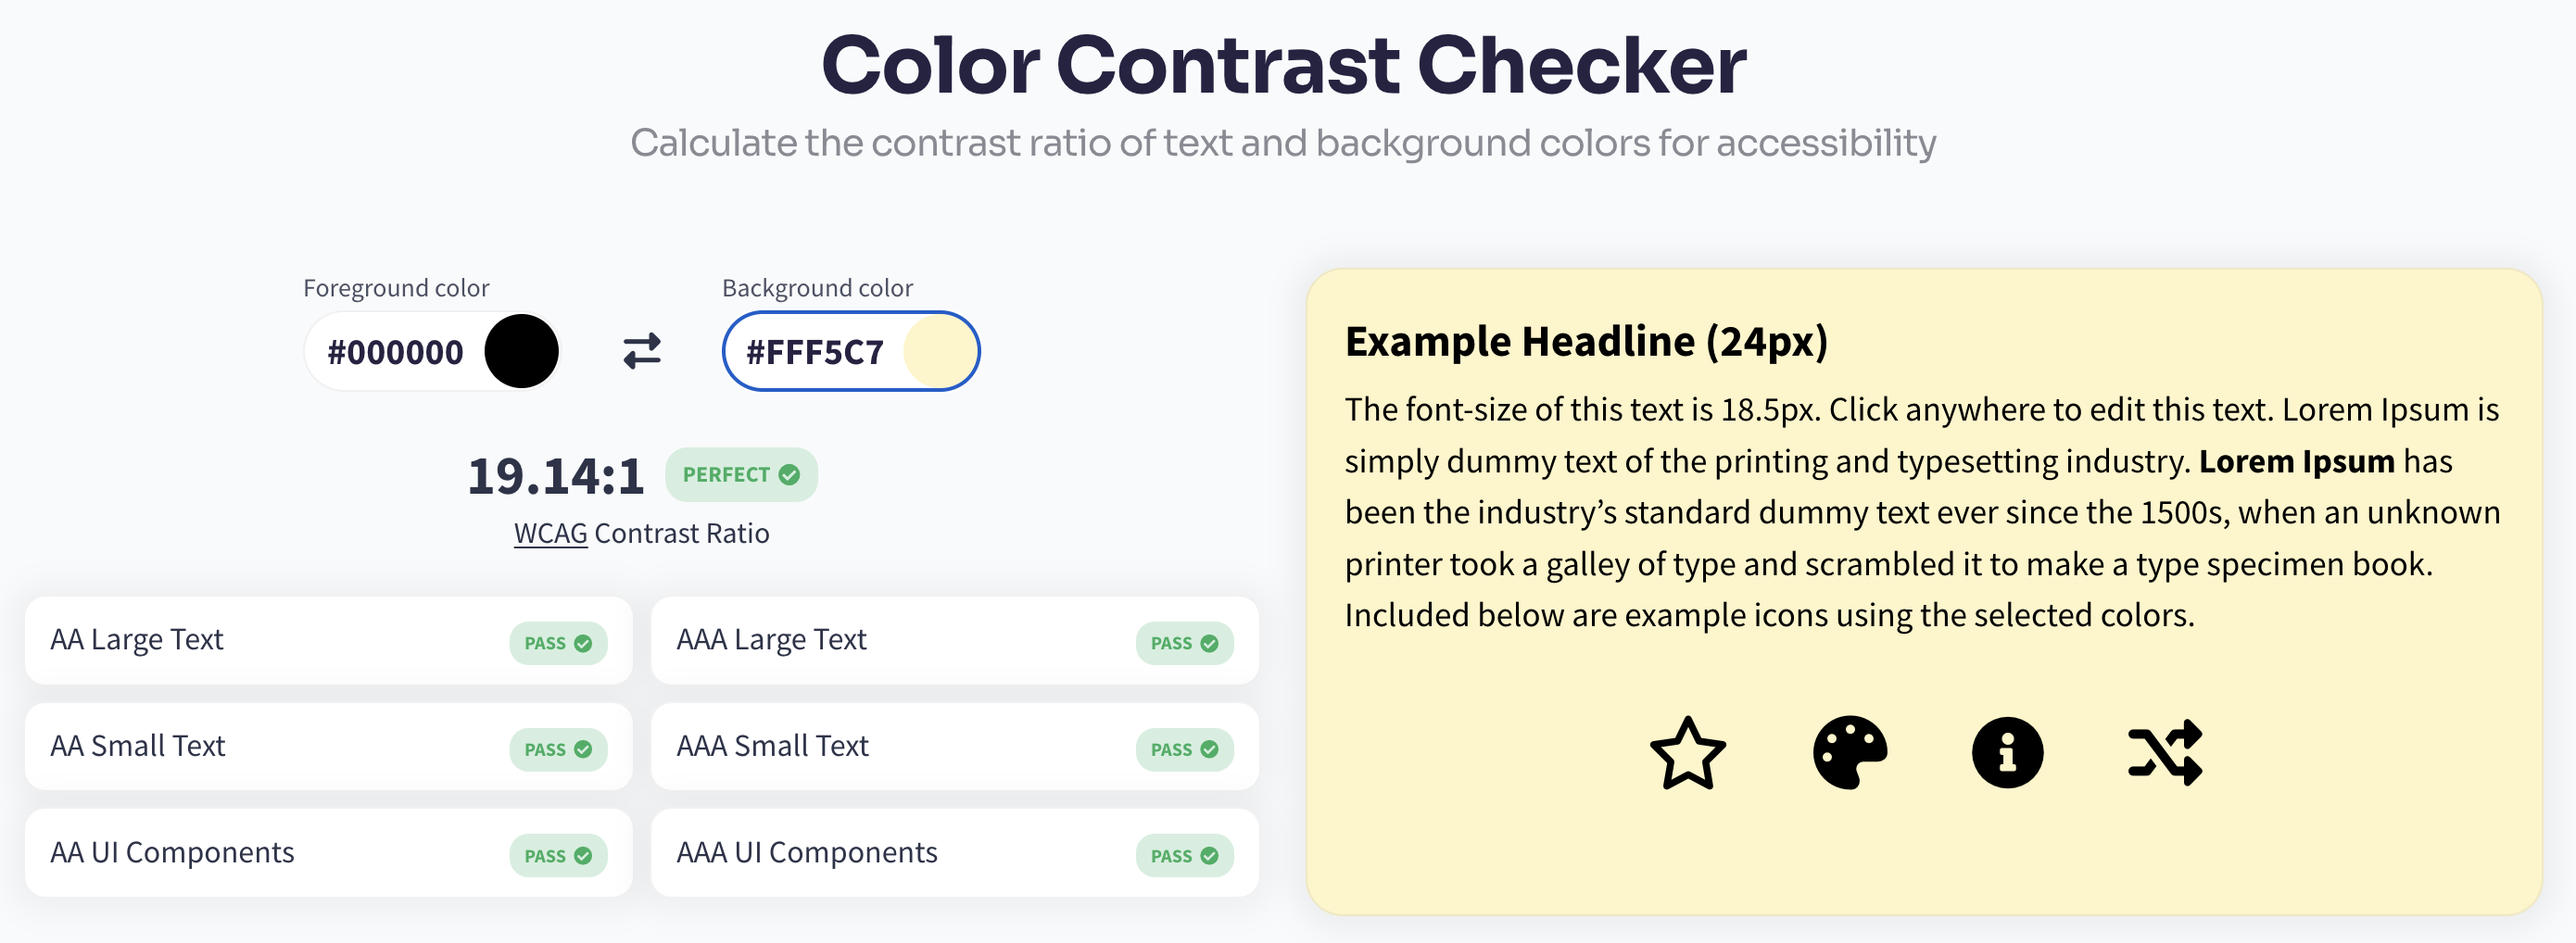 Color Contrast Checker
Calculate the contrast ratio of text and background colors for accessibility
Foreground color
#000000
Background color
#FFF5C7
19.14:1
PERFECT
WCAG Contrast Ratio
AA Large Text
PASS
AAA Large Text
PASS
AA Small Text
PASS
AAA Small Text
PASS
AA UI Components
PASS
AAA UI Components
PASS
Example Headline (24px)
The font-size of this text is 18.5px. Click anywhere to edit this text. Lorem Ipsum is
simply dummy text of the printing and typesetting industry. Lorem Ipsum has
been the industry’s standard dummy text ever since the 1500s, when an unknown
printer took a galley of type and scrambled it to make a type specimen book.
Included below are example icons using the selected colors.